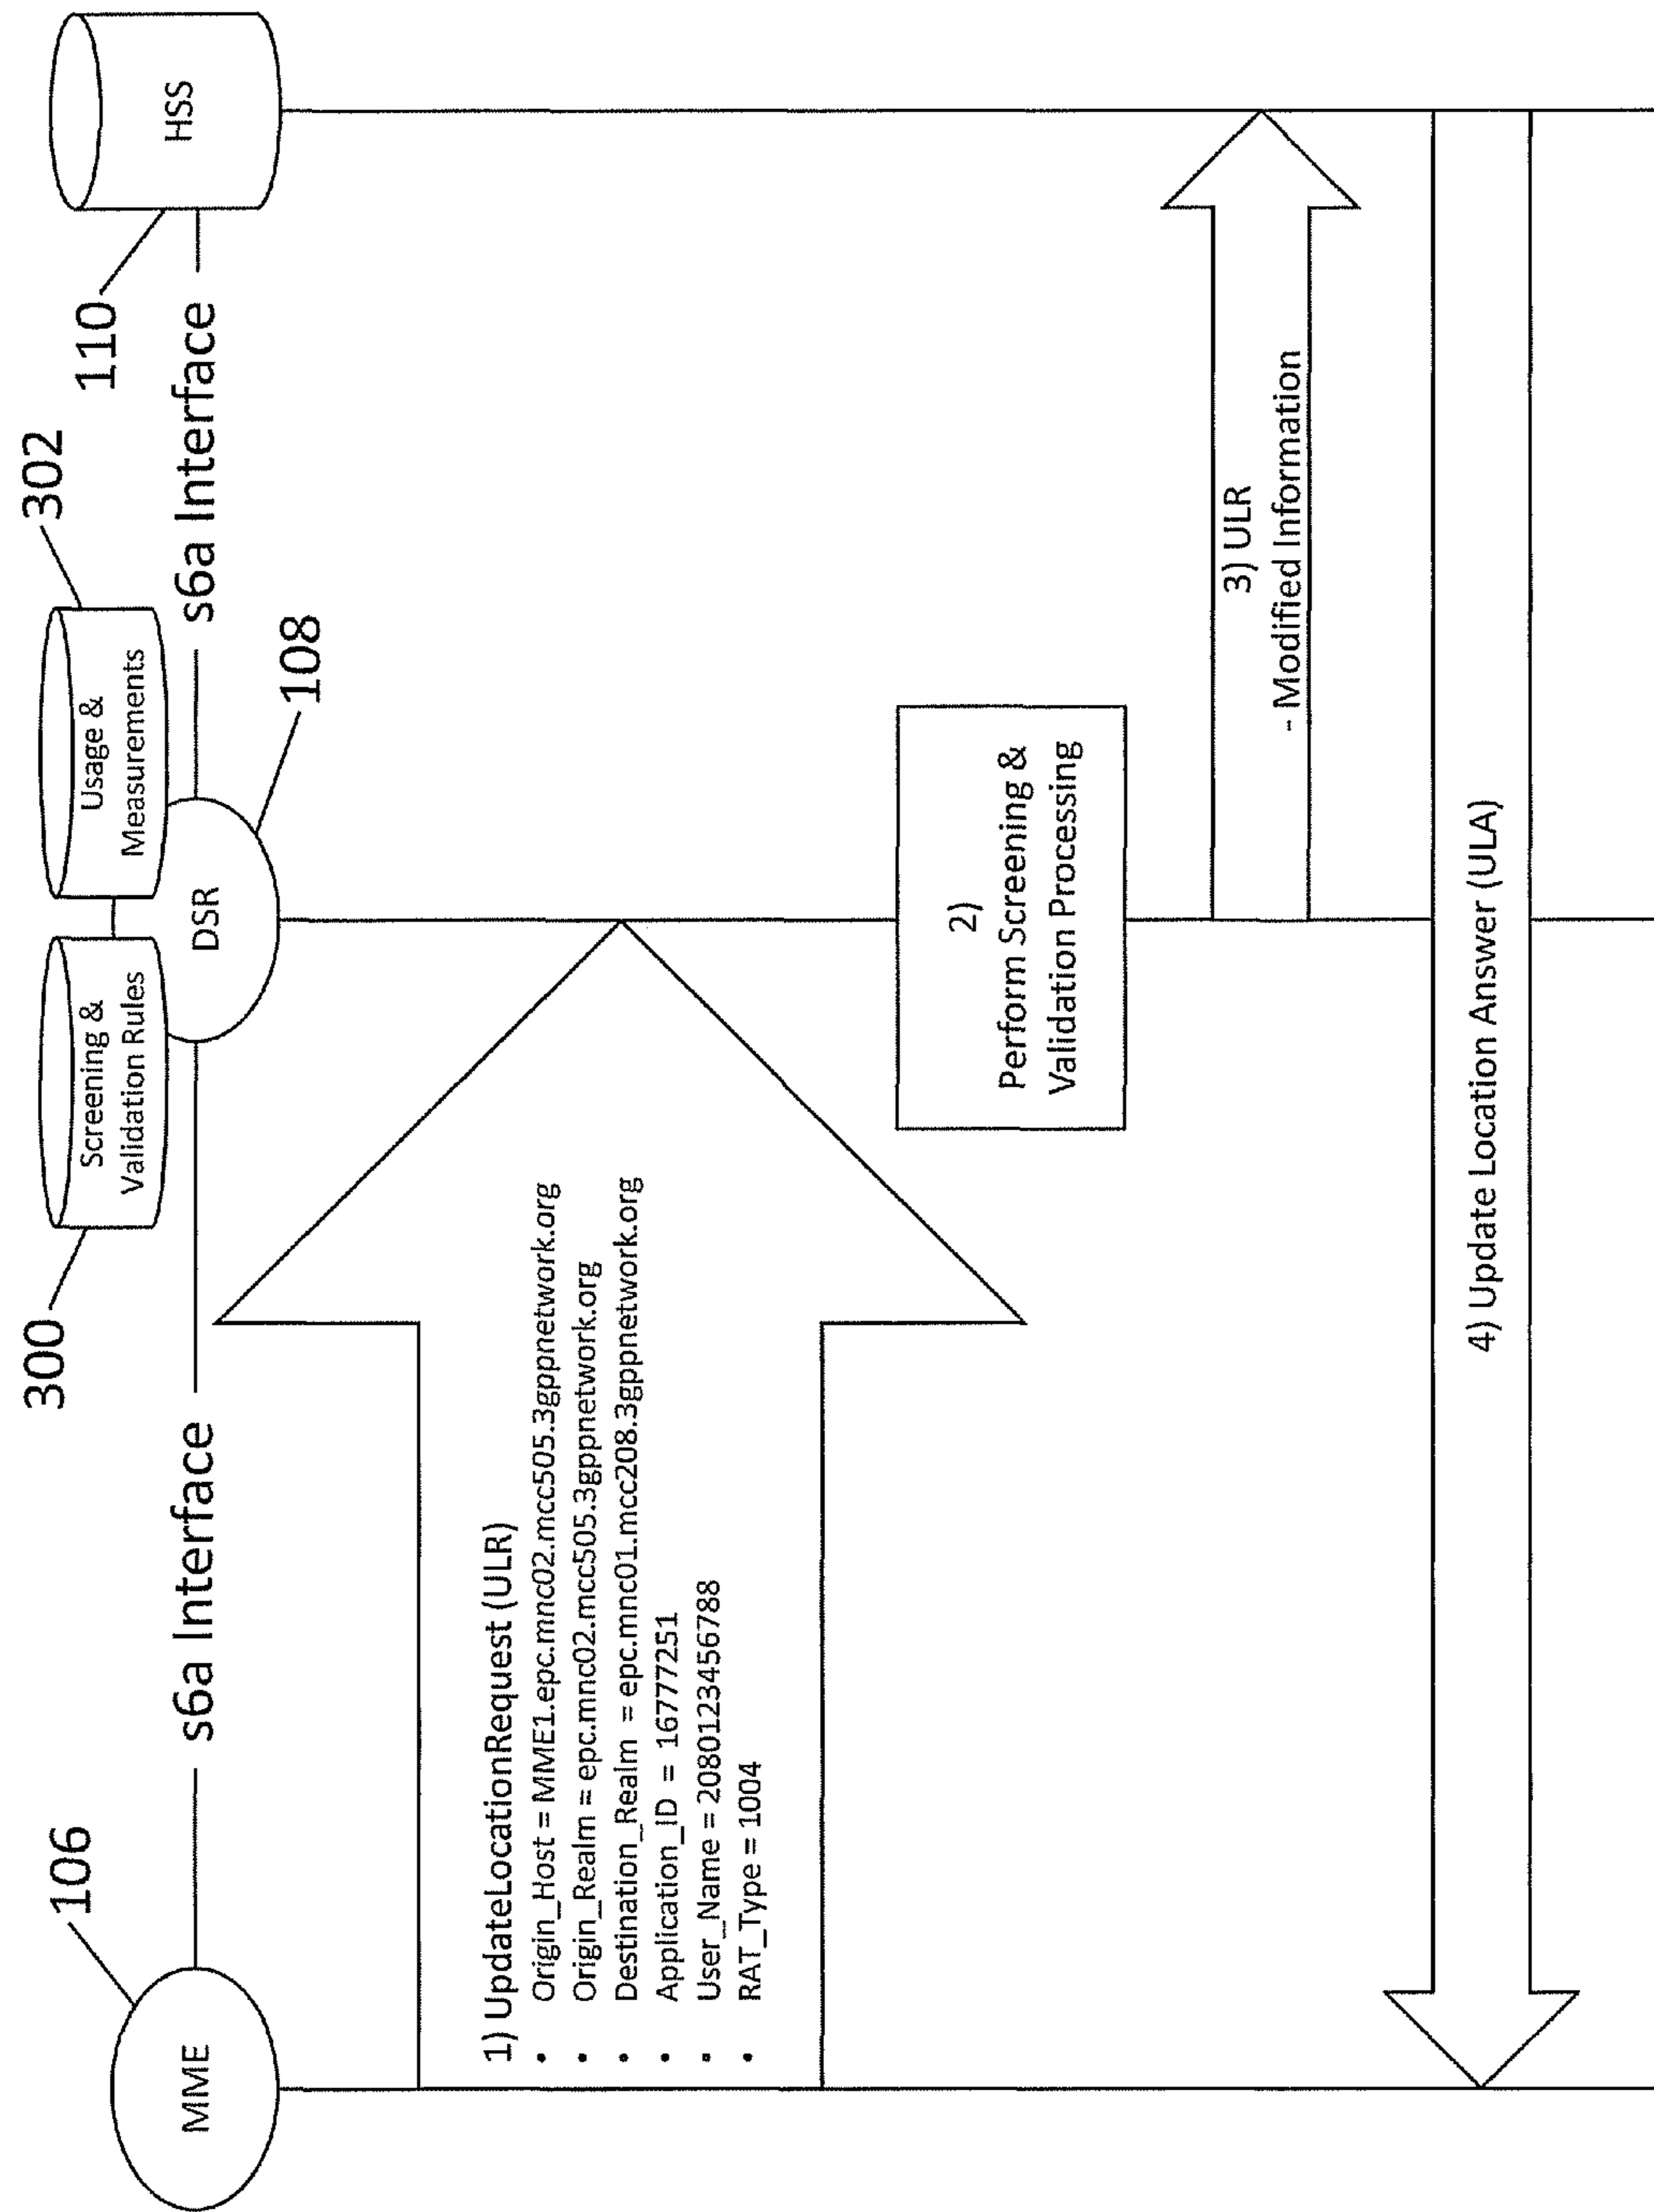 106
300
302
110
MME
s6a Interface
Screening &
Validation Rules
Usage &
Measurements
DSR
108
s6a Interface
HSS
1) UpdateLocationRequest (ULR)
• Origin_Host = MME1.epc.mnc02.mcc505.3gppnetwork.org
• Origin_Realm = epc.mnc02.mcc505.3gppnetwork.org
• Destination_Realm = epc.mnc01.mcc208.3gppnetwork.org
• Application_ID = 16777251
• User_Name = 2080123456788
• RAT_Type = 1004
2)
Perform Screening &
Validation Processing
3) ULR
- Modified Information
4) Update Location Answer (ULA)